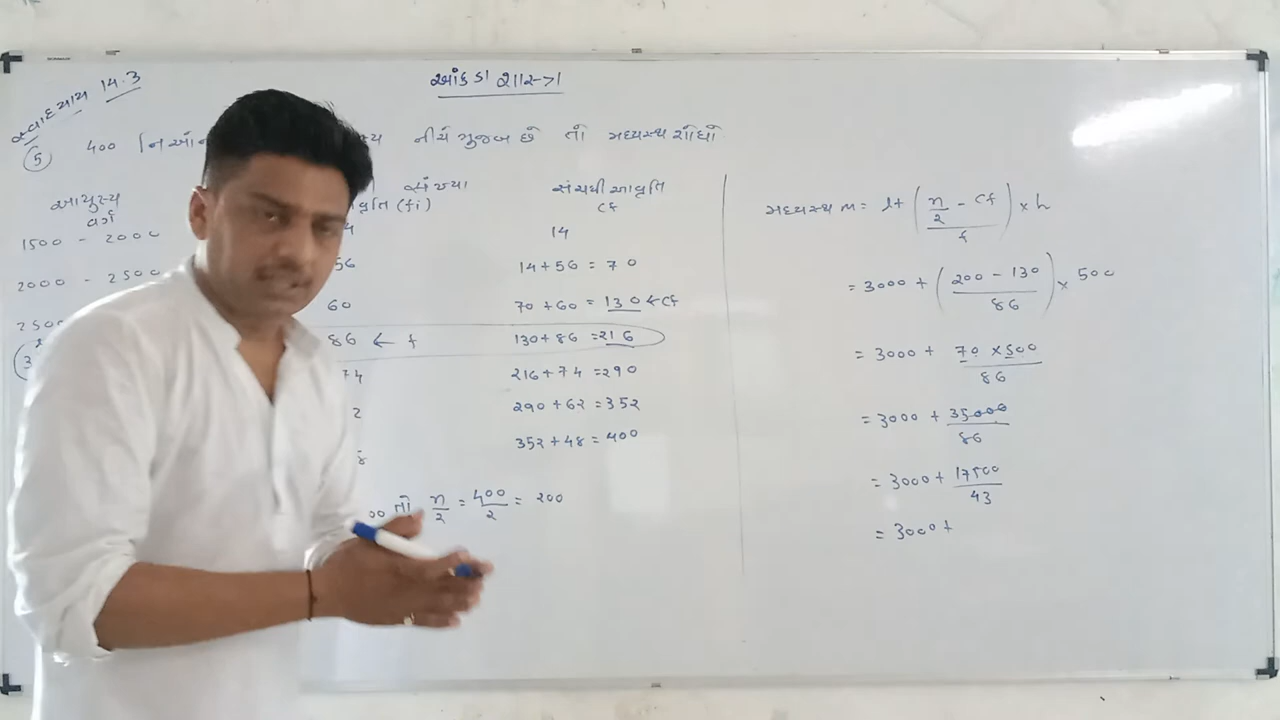 સ્વાધ્યાય 14.3
આંકડાશાસ્ત્ર
(5) 400 નિઓન નીચે મુજબ છે તો મધ્યસ્થ શોધો
આયુષ્ય વર્ગ
સંખ્યા
(fi)
સંચયી આવૃતિ
cf
1500 - 2000 4 14
2000 - 2500 56 14+56 = 70
2500 60 70+60 = 130 ← cf
3 86 ← f 130+86 =216
74 216+74 =290
2 290+62 =352
352+48 =400
00 તો n/2 = 400/2 = 200
મધ્યસ્થ M = l+ (n/2 - cf / f) × h
= 3000 + (200 - 130 / 86) × 500
= 3000 + 70 ×500 / 86
= 3000 + 35000 / 86
= 3000 + 17500 / 43
= 3000 +